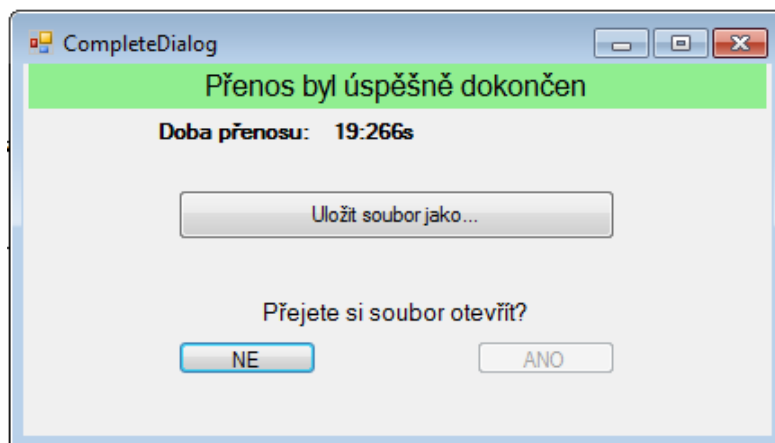 CompleteDialog
Přenos byl úspěšně dokončen
Doba přenosu: 19:266s
Uložit soubor jako...
Přejete si soubor otevřít?
NE ANO